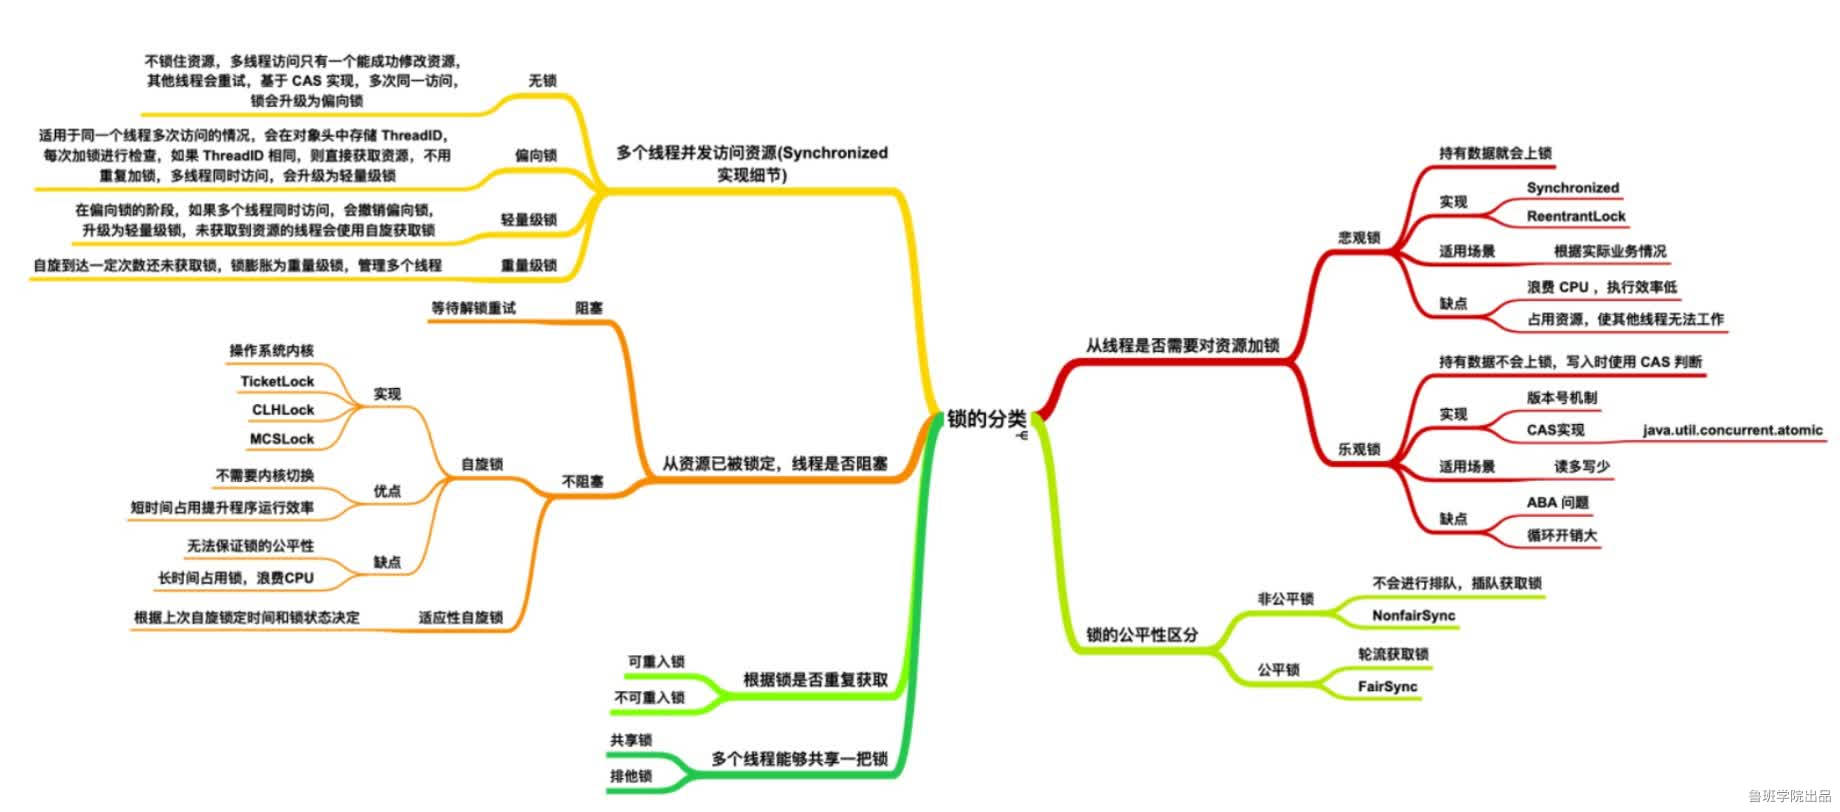 锁的分类
多个线程并发访问资源(Synchronized
实现细节)
无锁
不锁住资源，多线程访问只有一个能成功修改资源，
其他线程会重试，基于 CAS 实现，多次同一访问，
锁会升级为偏向锁
偏向锁
适用于同一个线程多次访问的情况，会在对象头中存储 ThreadID，
每次加锁进行检查，如果 ThreadID 相同，则直接获取资源，不用
重复加锁，多线程同时访问，会升级为轻量级锁
轻量级锁
在偏向锁的阶段，如果多个线程同时访问，会撤销偏向锁，
升级为轻量级锁，未获取到资源的线程会使用自旋获取锁
重量级锁
自旋到达一定次数还未获取锁，锁膨胀为重量级锁，管理多个线程
从资源已被锁定，线程是否阻塞
阻塞
等待解锁重试
不阻塞
自旋锁
实现
操作系统内核
TicketLock
CLHLock
MCSLock
优点
不需要内核切换
短时间占用提升程序运行效率
缺点
无法保证锁的公平性
长时间占用锁，浪费CPU
适应性自旋锁
根据上次自旋锁定时间和锁状态决定
根据锁是否重复获取
可重入锁
不可重入锁
多个线程能够共享一把锁
共享锁
排他锁
从线程是否需要对资源加锁
悲观锁
持有数据就会上锁
实现
Synchronized
ReentrantLock
适用场景
根据实际业务情况
缺点
浪费 CPU ，执行效率低
占用资源，使其他线程无法工作
乐观锁
持有数据不会上锁，写入时使用 CAS 判断
实现
版本号机制
CAS实现
java.util.concurrent.atomic
适用场景
读多写少
缺点
ABA 问题
循环开销大
锁的公平性区分
非公平锁
不会进行排队，插队获取锁
NonfairSync
公平锁
轮流获取锁
FairSync
鲁班学院出品